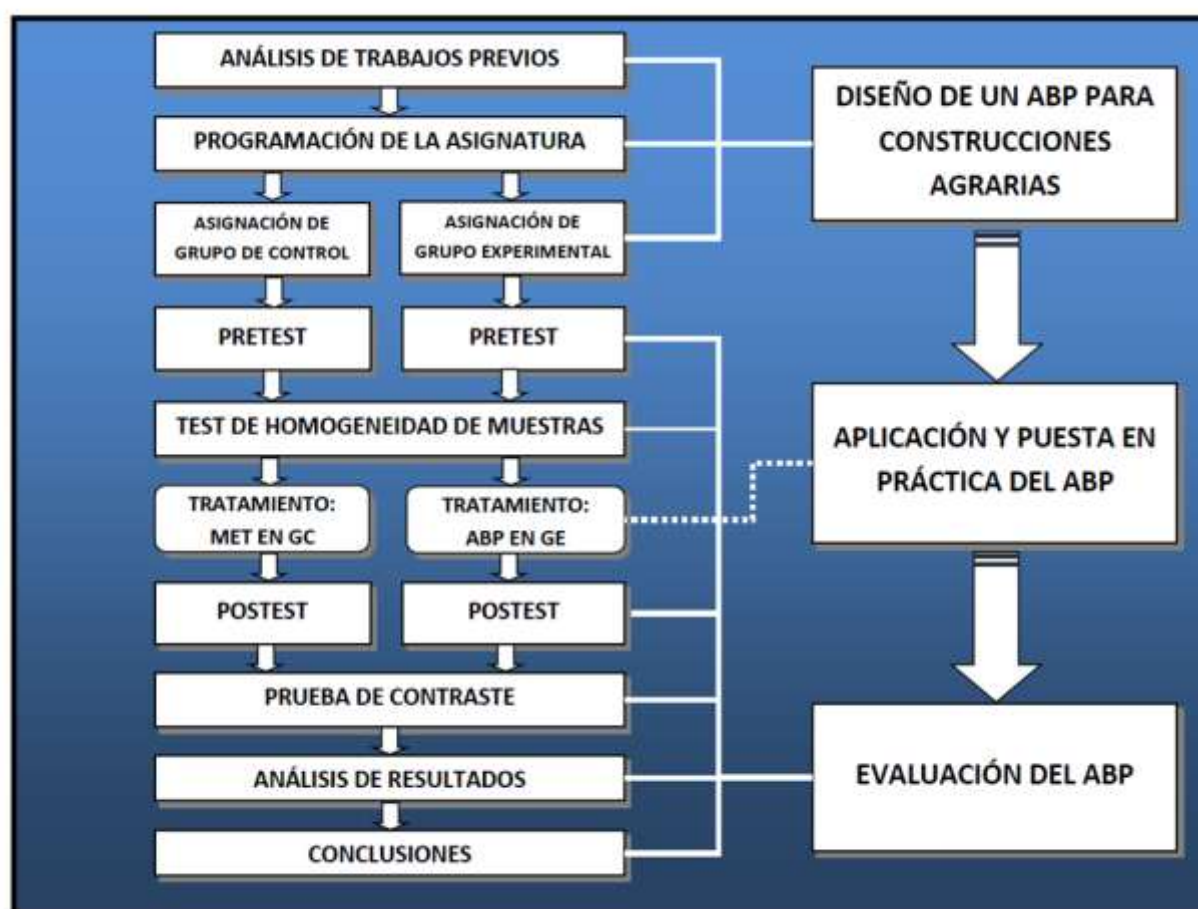 ANÁLISIS DE TRABAJOS PREVIOS
PROGRAMACIÓN DE LA ASIGNATURA
ASIGNACIÓN DE
GRUPO DE CONTROL
ASIGNACIÓN DE
GRUPO EXPERIMENTAL
PRETEST
PRETEST
TEST DE HOMOGENEIDAD DE MUESTRAS
TRATAMIENTO:
MET EN GC
TRATAMIENTO:
ABP EN GE
POSTEST
POSTEST
PRUEBA DE CONTRASTE
ANÁLISIS DE RESULTADOS
CONCLUSIONES
DISEÑO DE UN ABP PARA
CONSTRUCCIONES
AGRARIAS
APLICACIÓN Y PUESTA EN
PRÁCTICA DEL ABP
EVALUACIÓN DEL ABP